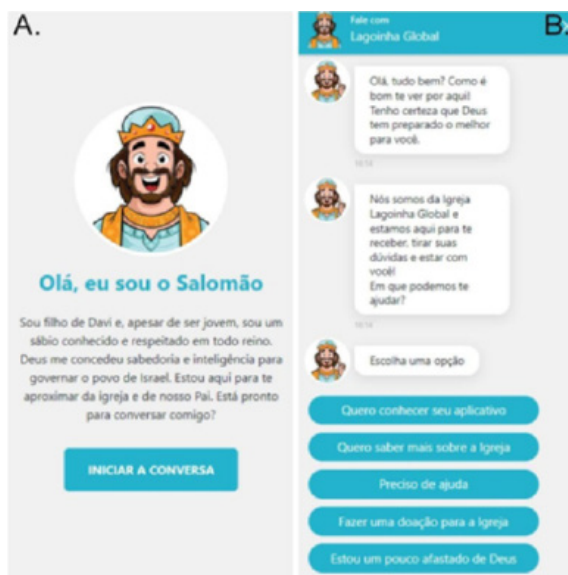 A.
Olá, eu sou o Salomão
Sou filho de Davi e, apesar de ser jovem, sou um
sábio conhecido e respeitado em todo reino.
Deus me concedeu sabedoria e inteligência para
governar o povo de Israel. Estou aqui para te
aproximar da igreja e de nosso Pai. Está pronto
para conversar comigo?
INICIAR A CONVERSA
B.
Fale com
Lagoinha Global
Olá, tudo bem? Como é
bom te ver por aqui!
Tenho certeza que Deus
tem preparado o melhor
para você.
16:14
Nós somos da Igreja
Lagoinha Global e
estamos aqui para te
receber, tirar suas
dúvidas e estar com
você!
Em que podemos te
ajudar?
16:14
Escolha uma opção
Quero conhecer seu aplicativo
Quero saber mais sobre a Igreja
Preciso de ajuda
Fazer uma doação para a Igreja
Estou um pouco afastado de Deus